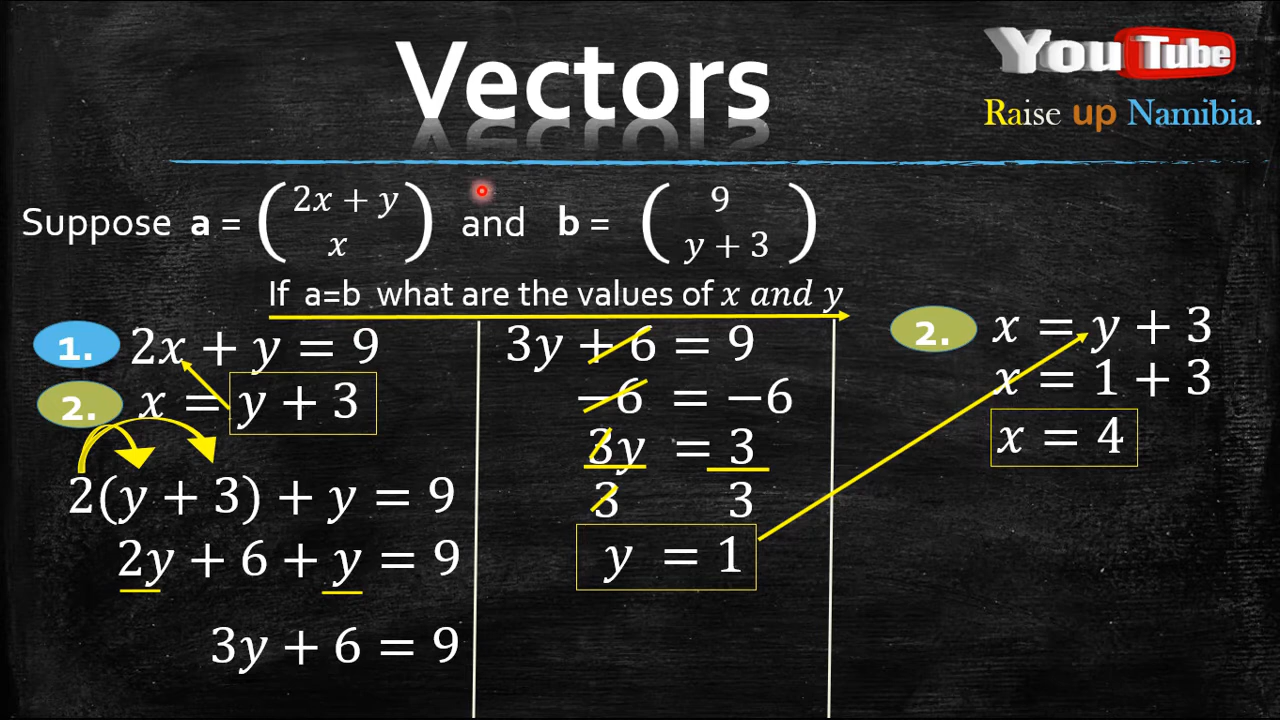 Vectors
YouTube
Raise up Namibia.
Suppose a = (2x + y
x) and b = (9
y + 3)
If a=b what are the values of x and y
1. 2x + y = 9
2. x = y + 3
2(y + 3) + y = 9
2y + 6 + y = 9
3y + 6 = 9
3y + 6 = 9
−6 = −6
3y = 3
3 3
y = 1
2. x = y + 3
x = 1 + 3
x = 4